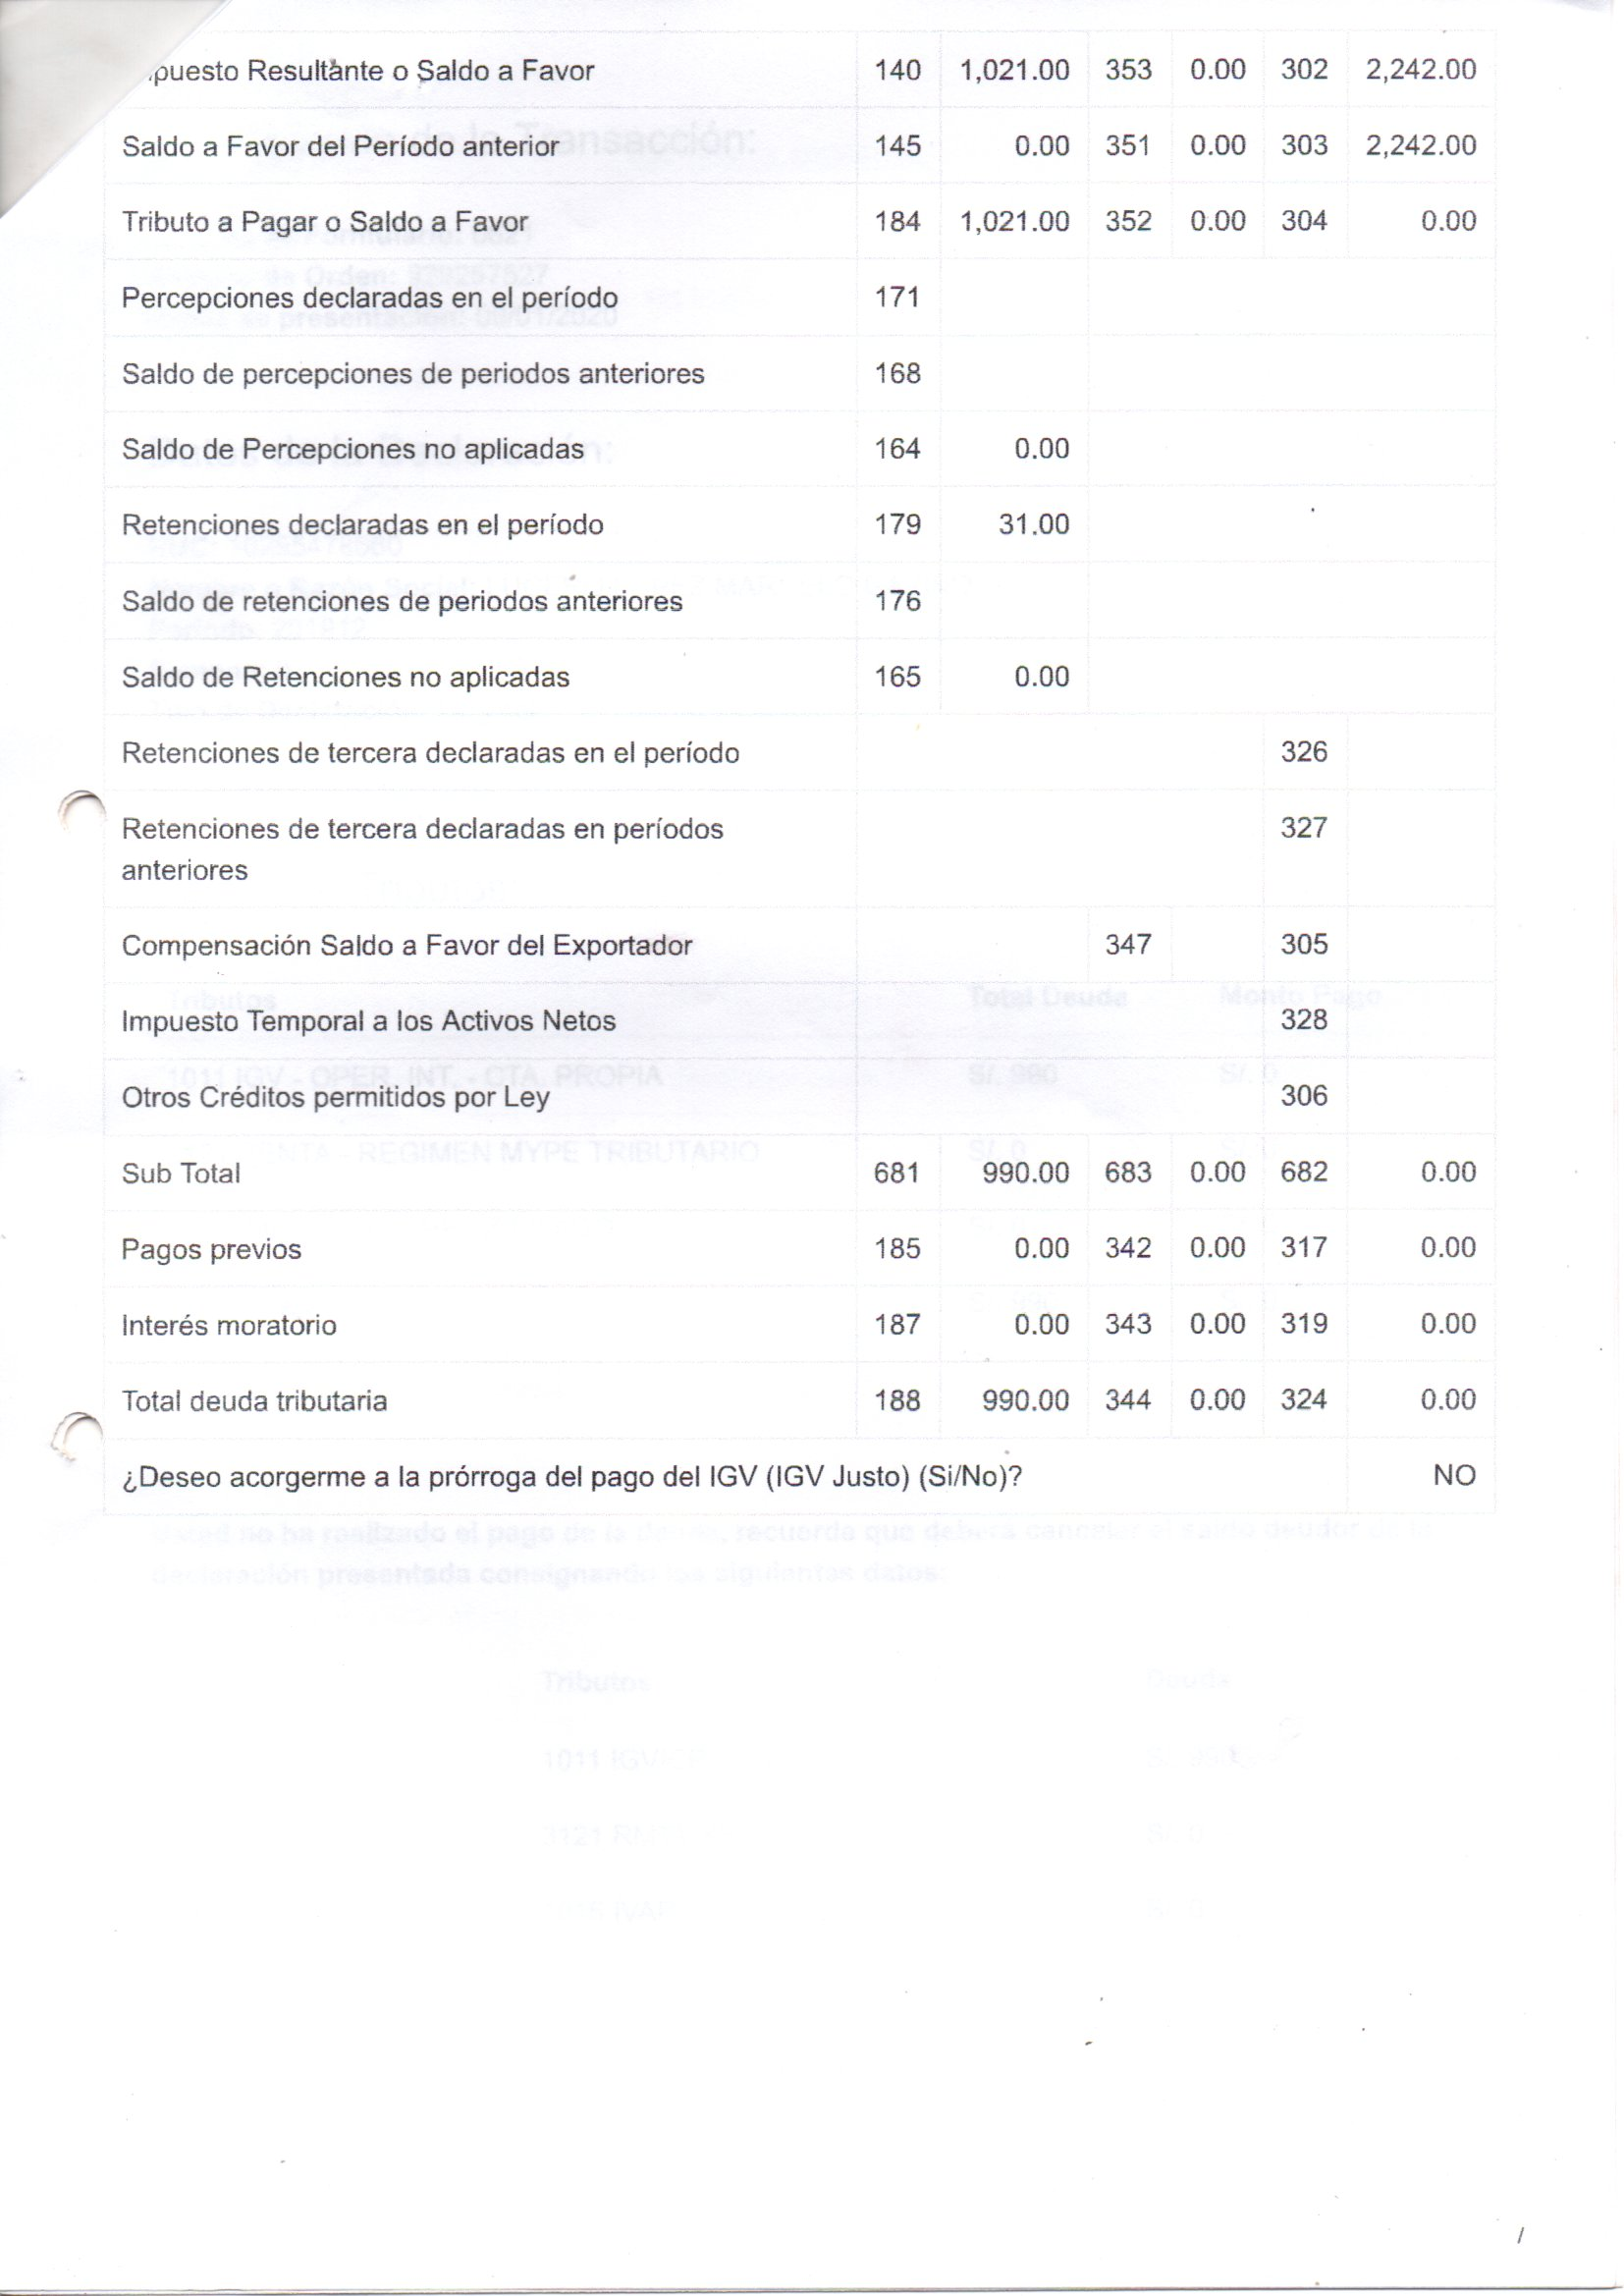 puesto Resultante o Saldo a Favor 140 1,021.00 353 0.00 302 2,242.00
Saldo a Favor del Período anterior 145 0.00 351 0.00 303 2,242.00
Tributo a Pagar o Saldo a Favor 184 1,021.00 352 0.00 304 0.00
Percepciones declaradas en el período 171
Saldo de percepciones de periodos anteriores 168
Saldo de Percepciones no aplicadas 164 0.00
Retenciones declaradas en el período 179 31.00
Saldo de retenciones de periodos anteriores 176
Saldo de Retenciones no aplicadas 165 0.00
Retenciones de tercera declaradas en el período 326
Retenciones de tercera declaradas en períodos 327
anteriores
Compensación Saldo a Favor del Exportador 347 305
Impuesto Temporal a los Activos Netos 328
Otros Créditos permitidos por Ley 306
Sub Total 681 990.00 683 0.00 682 0.00
Pagos previos 185 0.00 342 0.00 317 0.00
Interés moratorio 187 0.00 343 0.00 319 0.00
Total deuda tributaria 188 990.00 344 0.00 324 0.00
¿Deseo acorgerme a la prórroga del pago del IGV (IGV Justo) (Si/No)? NO